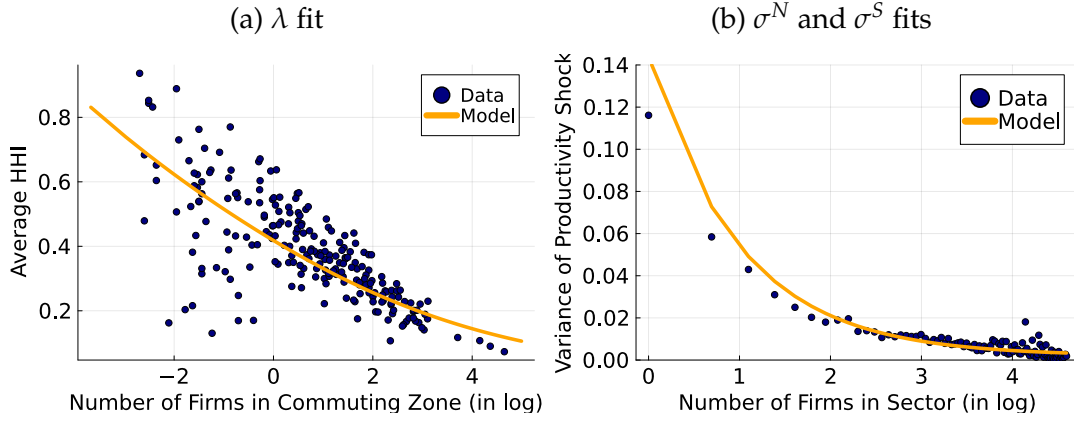 (a) λ fit
Average HHI
0.8
0.6
0.4
0.2
Data
Model
−2
0
2
4
Number of Firms in Commuting Zone (in log)
(b) σ^N and σ^S fits
Variance of Productivity Shock
0.14
0.12
0.10
0.08
0.06
0.04
0.02
0.00
Data
Model
0
1
2
3
4
Number of Firms in Sector (in log)